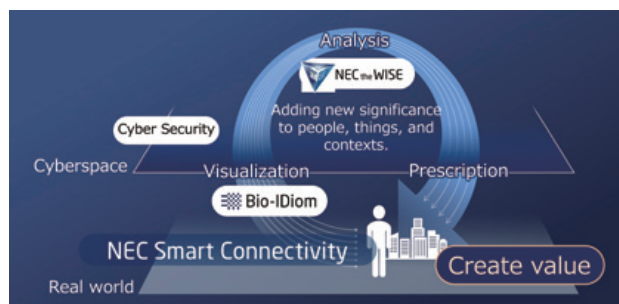 Analysis
NEC the WISE
Adding new significance
to people, things, and
contexts.
Cyber Security
Cyberspace
Visualization
Prescription
Bio-IDiom
NEC Smart Connectivity
Create value
Real world